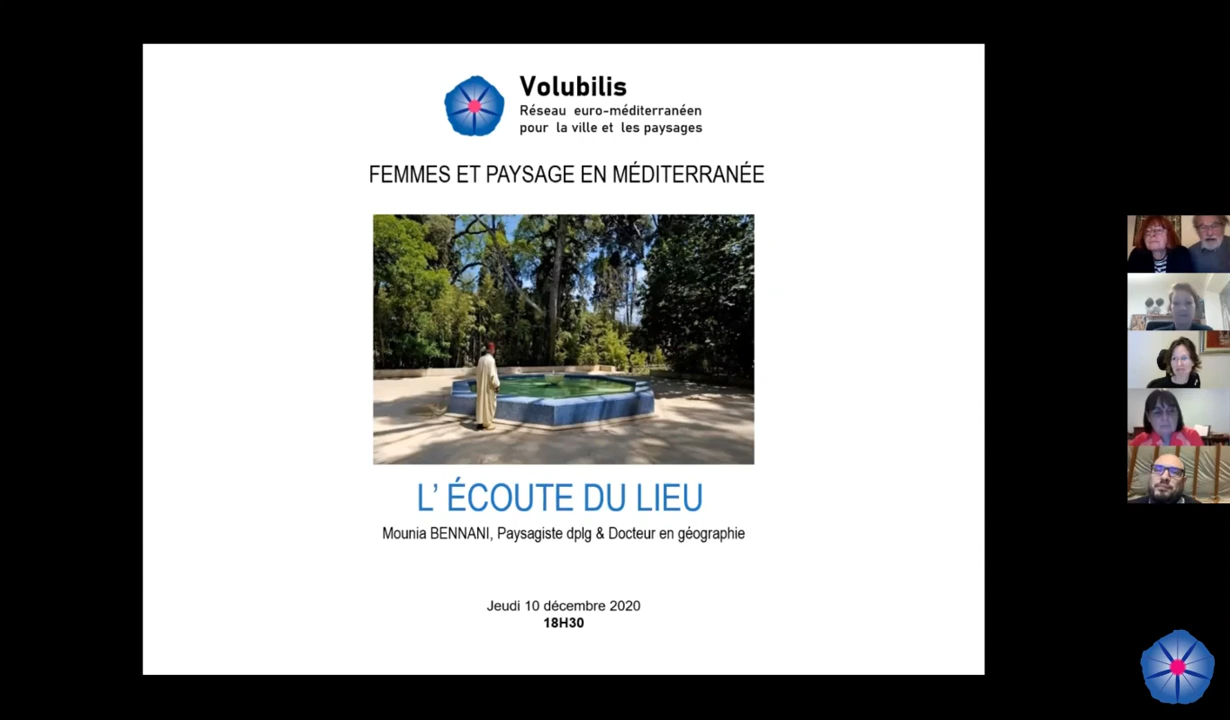 Volubilis
Réseau euro-méditerranéen
pour la ville et les paysages
FEMMES ET PAYSAGE EN MÉDITERRANÉE
L' ÉCOUTE DU LIEU
Mounia BENNANI, Paysagiste dplg & Docteur en géographie
Jeudi 10 décembre 2020
18H30